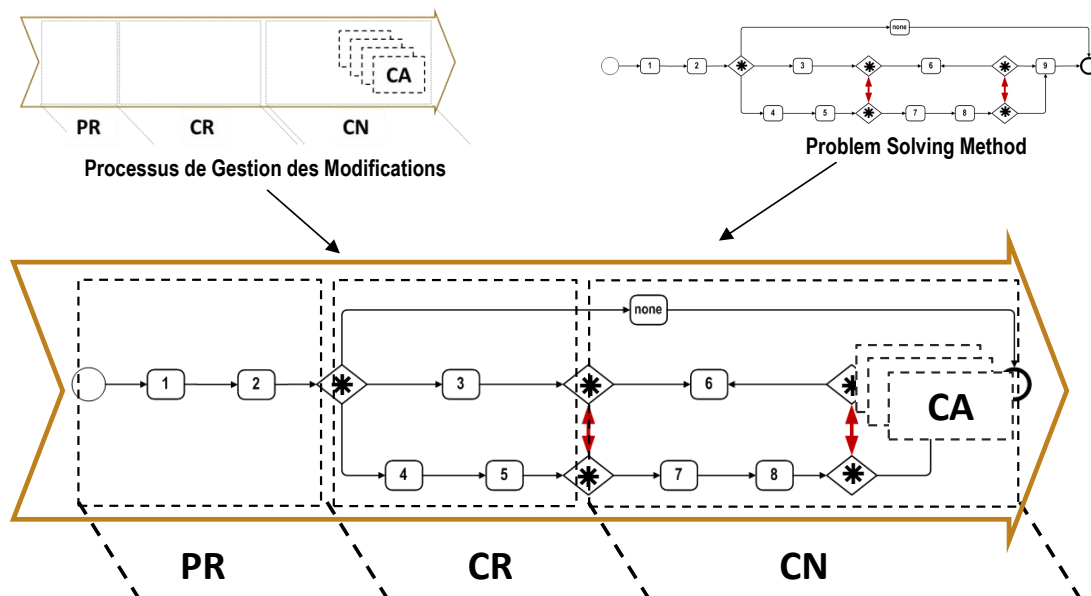 CA
PR
CR
CN
Processus de Gestion des Modifications
none
1
2
3
6
9
4
5
7
8
Problem Solving Method
none
1
2
3
6
4
5
7
8
CA
PR
CR
CN